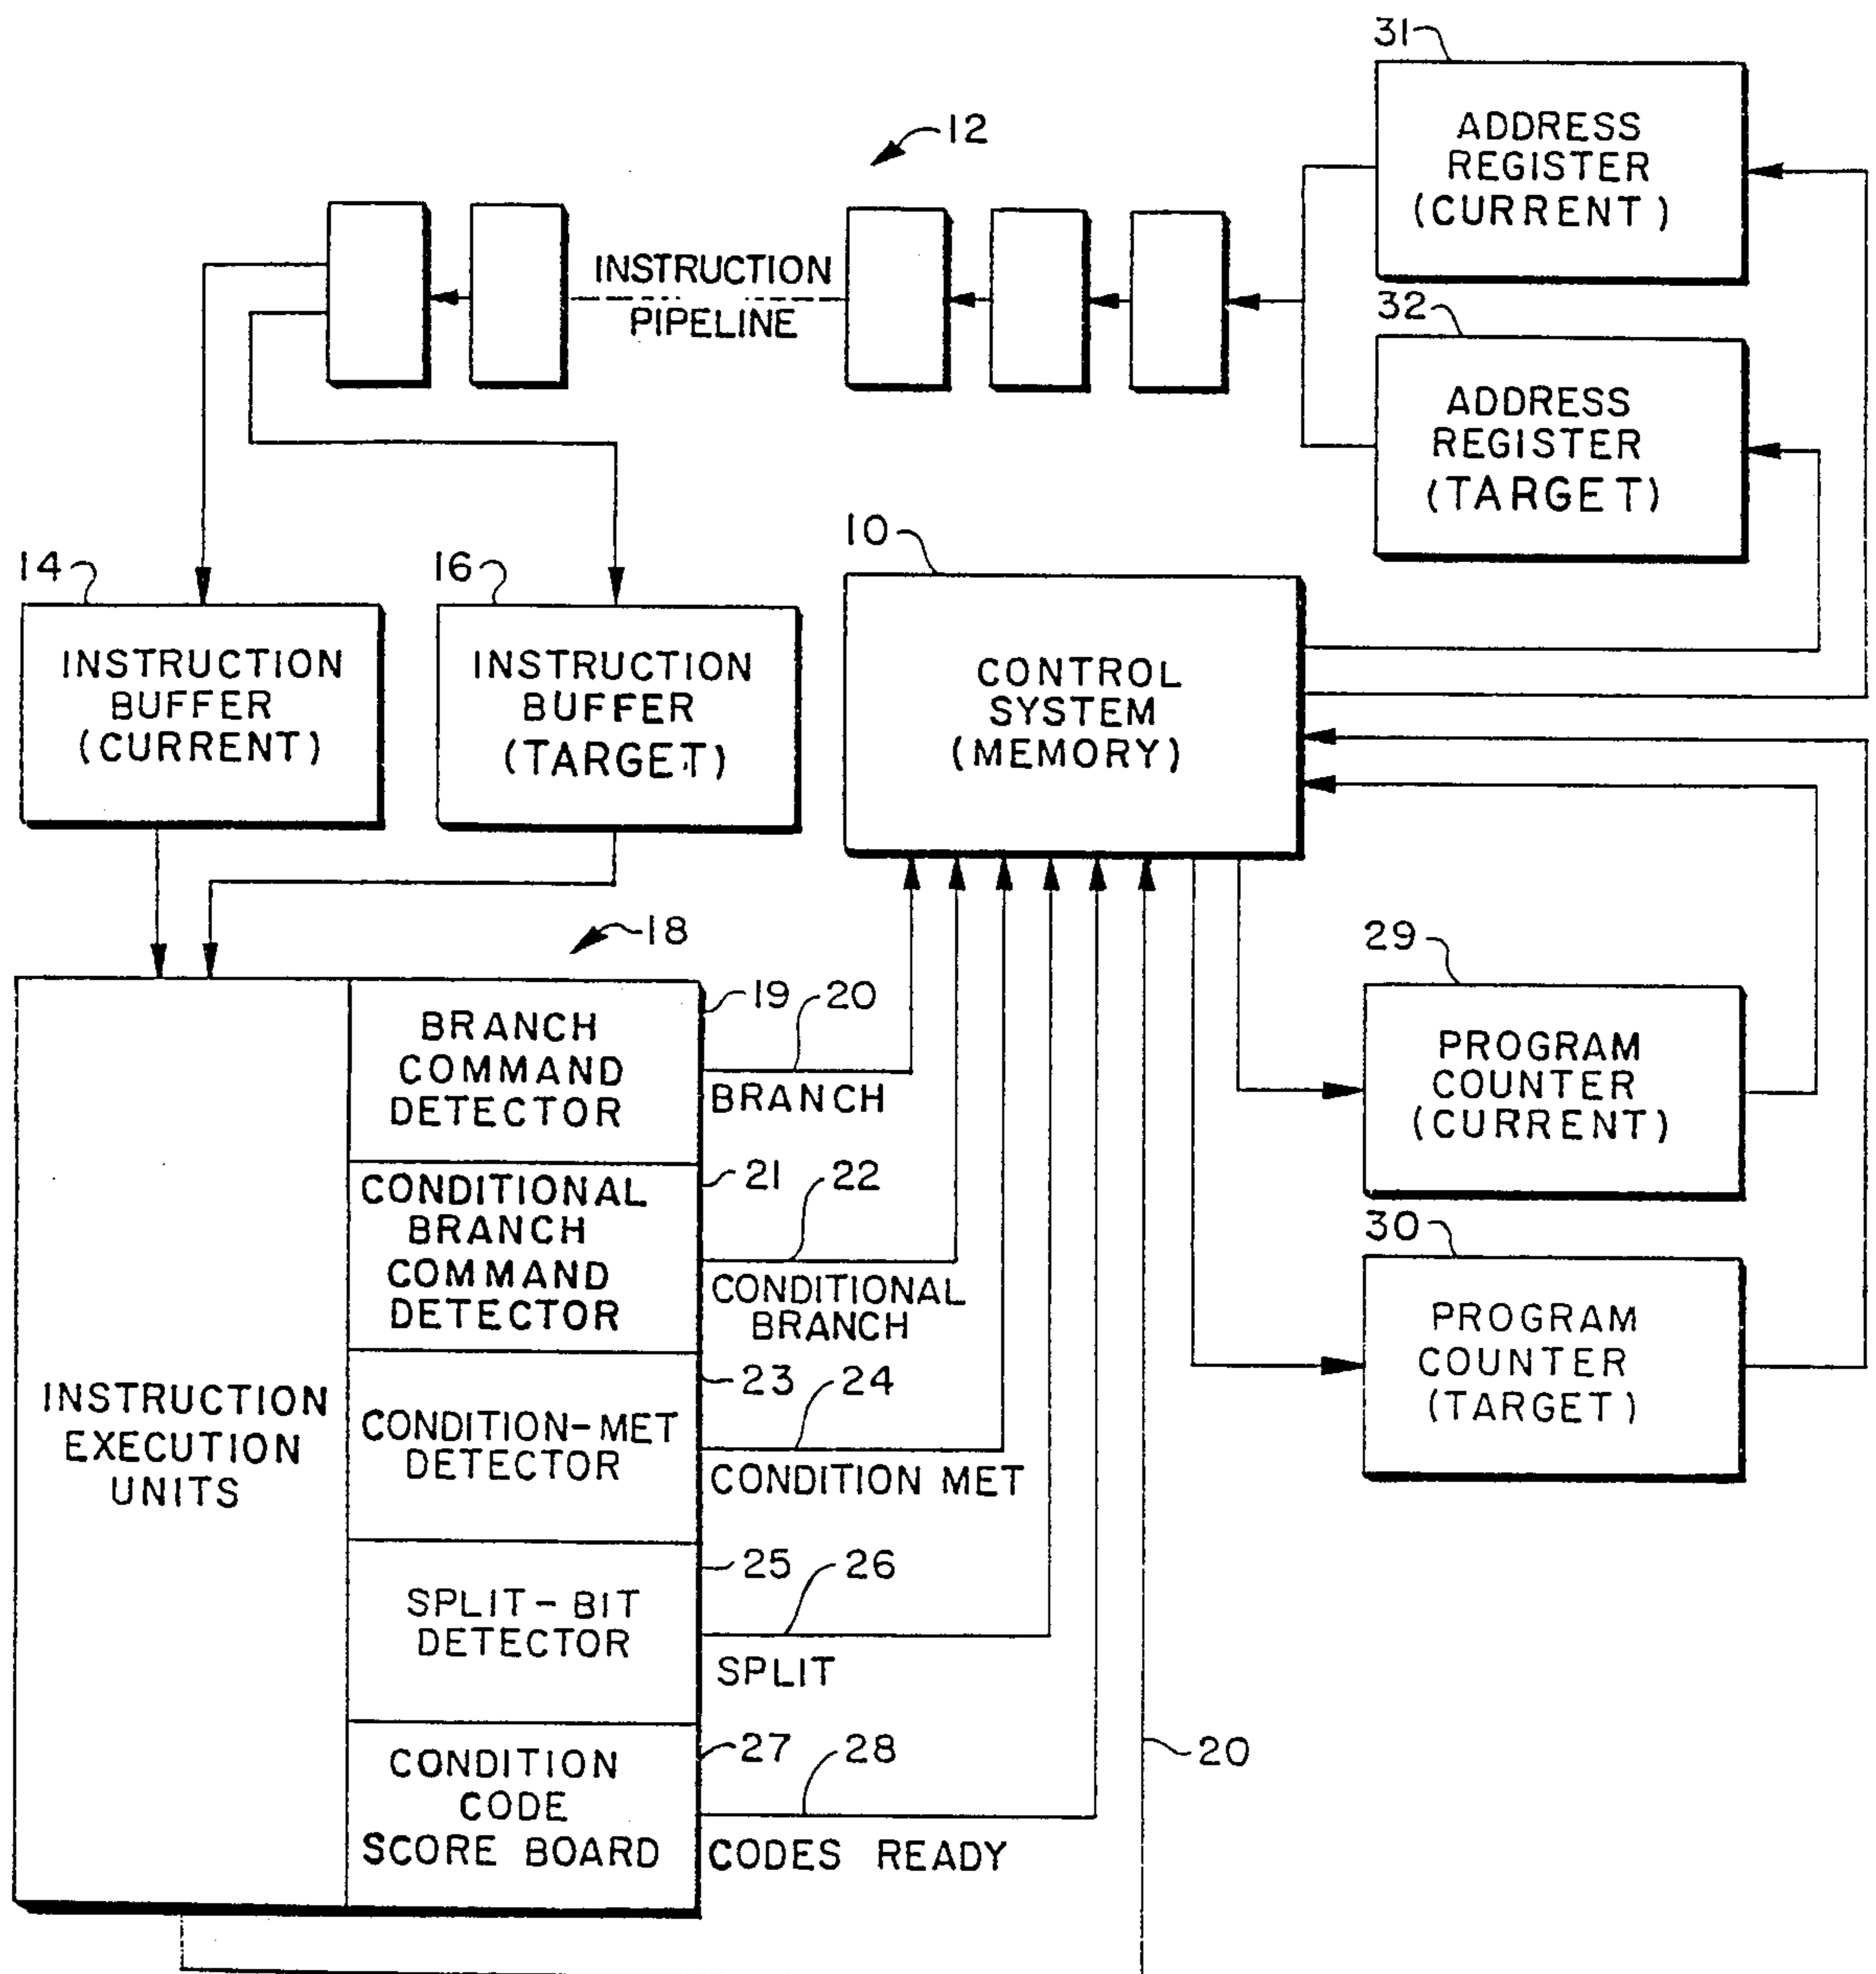 31
ADDRESS
REGISTER
(CURRENT)
12
INSTRUCTION
PIPELINE
32
ADDRESS
REGISTER
(TARGET)
10
CONTROL
SYSTEM
(MEMORY)
14
INSTRUCTION
BUFFER
(CURRENT)
16
INSTRUCTION
BUFFER
(TARGET)
18
INSTRUCTION
EXECUTION
UNITS
BRANCH
COMMAND
DETECTOR
19
20
BRANCH
CONDITIONAL
BRANCH
COMMAND
DETECTOR
21
22
CONDITIONAL
BRANCH
CONDITION-MET
DETECTOR
23
24
CONDITION MET
SPLIT-BIT
DETECTOR
25
26
SPLIT
CONDITION
CODE
SCORE BOARD
27
28
CODES READY
20
29
PROGRAM
COUNTER
(CURRENT)
30
PROGRAM
COUNTER
(TARGET)